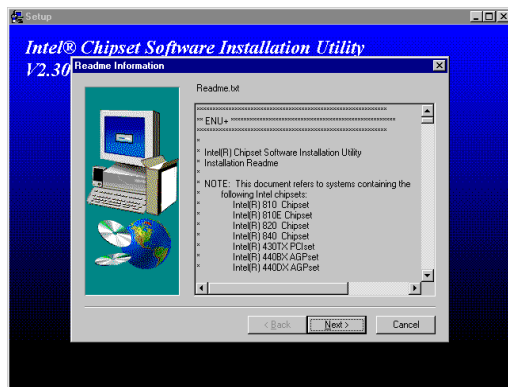 Setup
Intel® Chipset Software Installation Utility
V2.30
Readme Information
Readme.txt
** ENU+ **********************************************
*
* Intel(R) Chipset Software Installation Utility
* Installation Readme
*
* NOTE: This document refers to systems containing the
* following Intel chipsets:
* Intel(R) 810 Chipset
* Intel(R) 810E Chipset
* Intel(R) 820 Chipset
* Intel(R) 840 Chipset
* Intel(R) 430TX PCIset
* Intel(R) 440BX AGPset
* Intel(R) 440DX AGPset
< Back Next > Cancel